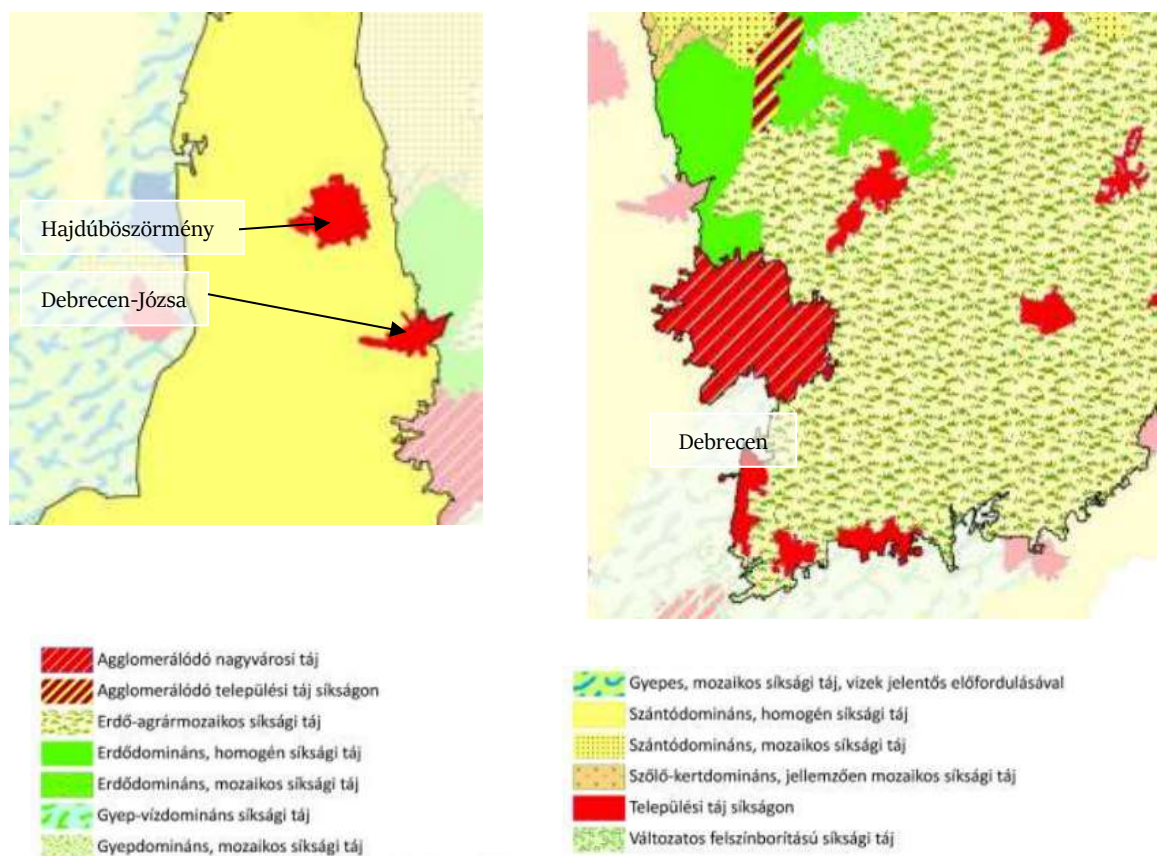 Hajdúböszörmény
Debrecen-Józsa
Debrecen
Agglomerálódó nagyvárosi táj
Agglomerálódó települési táj síkságon
Erdő-agrármozaikos síksági táj
Erdődomináns, homogén síksági táj
Erdődomináns, mozaikos síksági táj
Gyep-vízdomináns síksági táj
Gyepdomináns, mozaikos síksági táj
Gyepes, mozaikos síksági táj, vizek jelentős előfordulásával
Szántódomináns, homogén síksági táj
Szántódomináns, mozaikos síksági táj
Szőlő-kertdomináns, jellemzően mozaikos síksági táj
Települési táj síkságon
Változatos felszínborítású síksági táj